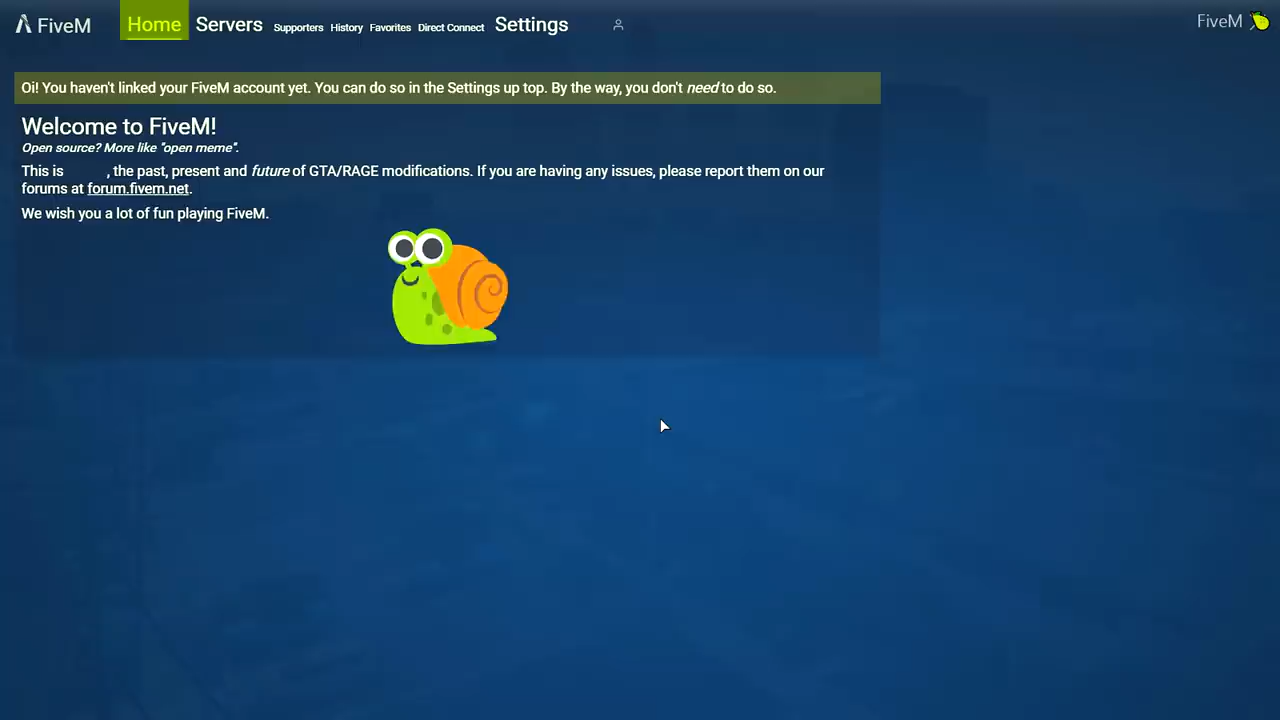 FiveM
Home Servers Supporters History Favorites Direct Connect Settings
FiveM
Oi! You haven't linked your FiveM account yet. You can do so in the Settings up top. By the way, you don't need to do so.
Welcome to FiveM!
Open source? More like "open meme".
This is , the past, present and future of GTA/RAGE modifications. If you are having any issues, please report them on our
forums at forum.fivem.net.
We wish you a lot of fun playing FiveM.